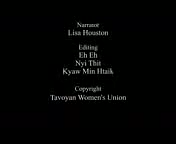 Narrator
Lisa Houston
Editing
Eh Eh
Nyi Thit
Kyaw Min Htaik
Copyright
Tavoyan Women's Union